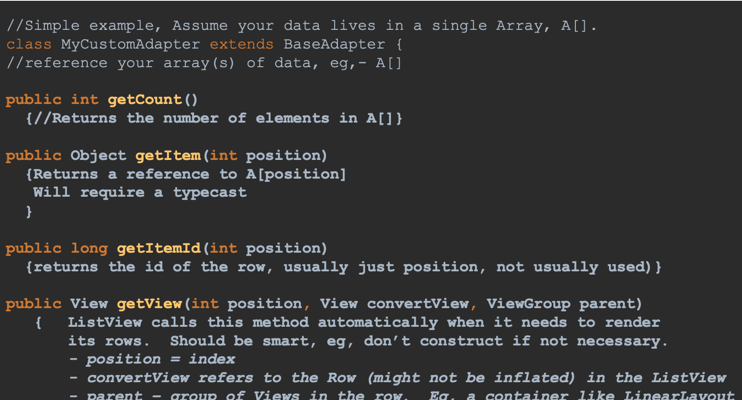 //Simple example, Assume your data lives in a single Array, A[].
class MyCustomAdapter extends BaseAdapter {
//reference your array(s) of data, eg,- A[]
public int getCount()
{//Returns the number of elements in A[]}
public Object getItem(int position)
{Returns a reference to A[position]
Will require a typecast
}
public long getItemId(int position)
{returns the id of the row, usually just position, not usually used)}
public View getView(int position, View convertView, ViewGroup parent)
{ ListView calls this method automatically when it needs to render
its rows. Should be smart, eg, don’t construct if not necessary.
- position = index
- convertView refers to the Row (might not be inflated) in the ListView
- parent – group of Views in the row. Eg. a container like LinearLayout